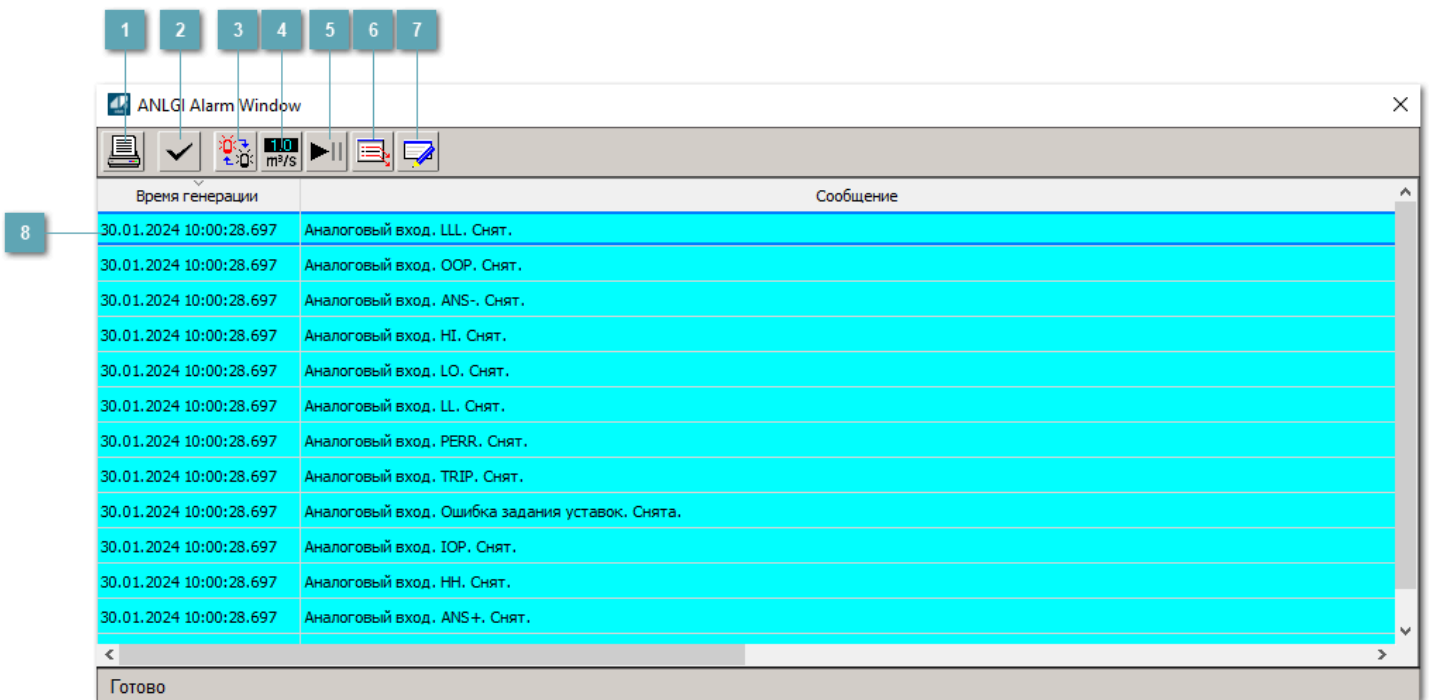 1 2 3 4 5 6 7
ANLGI Alarm Window
1.0
m³/s
Время генерации Сообщение
8
30.01.2024 10:00:28.697 Аналоговый вход. LLL. Снят.
30.01.2024 10:00:28.697 Аналоговый вход. OOP. Снят.
30.01.2024 10:00:28.697 Аналоговый вход. ANS-. Снят.
30.01.2024 10:00:28.697 Аналоговый вход. HI. Снят.
30.01.2024 10:00:28.697 Аналоговый вход. LO. Снят.
30.01.2024 10:00:28.697 Аналоговый вход. LL. Снят.
30.01.2024 10:00:28.697 Аналоговый вход. PERR. Снят.
30.01.2024 10:00:28.697 Аналоговый вход. TRIP. Снят.
30.01.2024 10:00:28.697 Аналоговый вход. Ошибка задания уставок. Снята.
30.01.2024 10:00:28.697 Аналоговый вход. IOP. Снят.
30.01.2024 10:00:28.697 Аналоговый вход. HH. Снят.
30.01.2024 10:00:28.697 Аналоговый вход. ANS+. Снят.
Готово